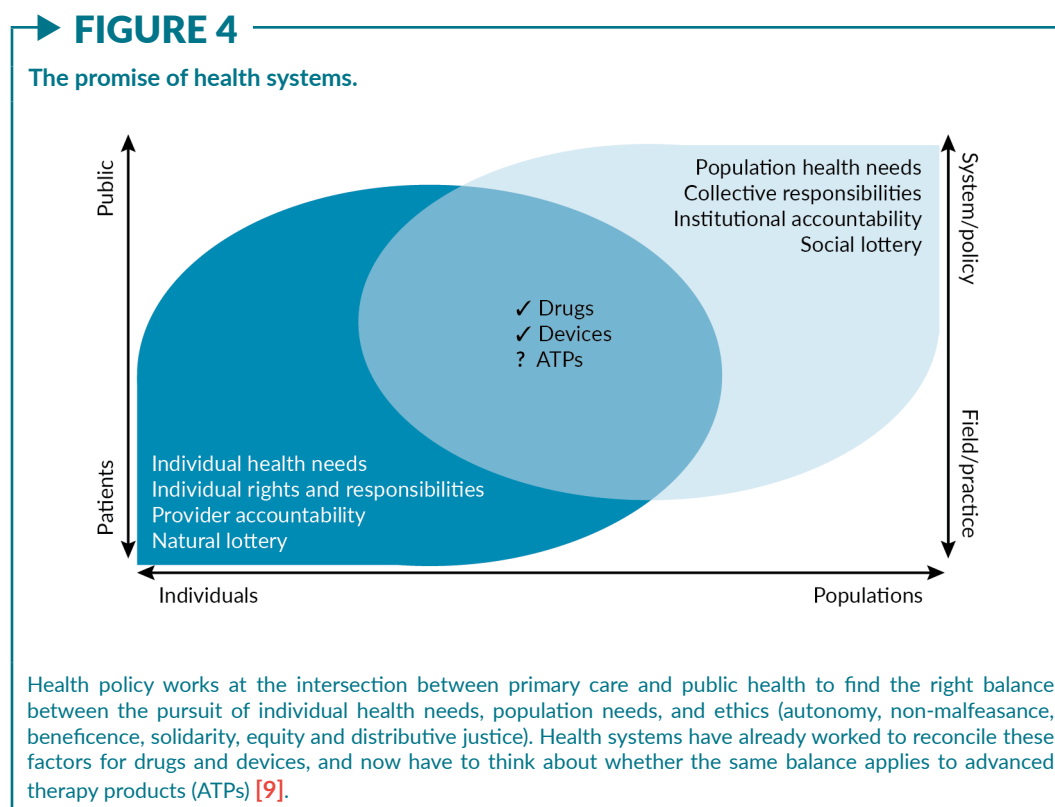 FIGURE 4
The promise of health systems.
Public
Patients
System/policy
Field/practice
Population health needs
Collective responsibilities
Institutional accountability
Social lottery
✓ Drugs
✓ Devices
? ATPs
Individual health needs
Individual rights and responsibilities
Provider accountability
Natural lottery
Individuals
Populations
Health policy works at the intersection between primary care and public health to find the right balance
between the pursuit of individual health needs, population needs, and ethics (autonomy, non-malfeasance,
beneficence, solidarity, equity and distributive justice). Health systems have already worked to reconcile these
factors for drugs and devices, and now have to think about whether the same balance applies to advanced
therapy products (ATPs) [9].